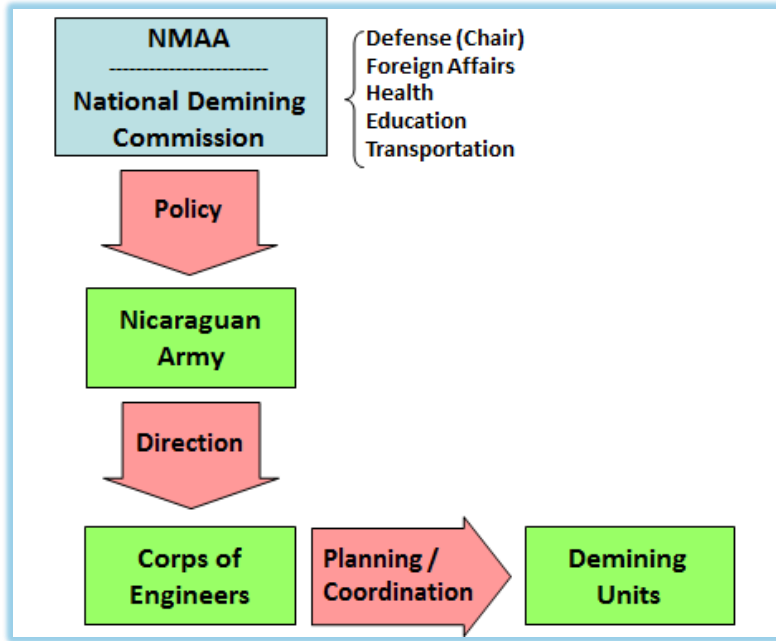 NMAA
------------------------
National Demining
Commission
Defense (Chair)
Foreign Affairs
Health
Education
Transportation
Policy
Nicaraguan
Army
Direction
Corps of
Engineers
Planning /
Coordination
Demining
Units